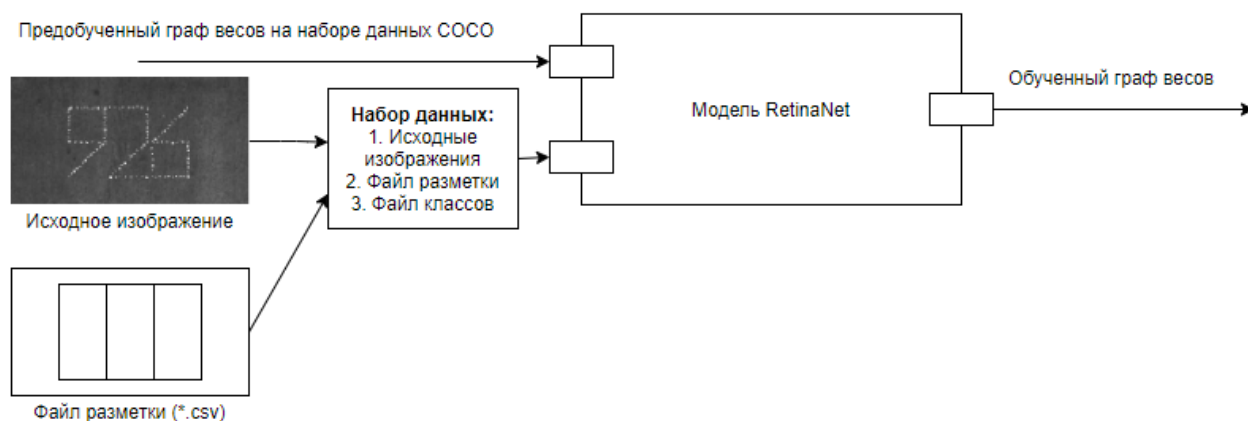 Предобученный граф весов на наборе данных COCO
Набор данных:
1. Исходные
изображения
2. Файл разметки
3. Файл классов
Модель RetinaNet
Обученный граф весов
926
Исходное изображение
Файл разметки (*.csv)